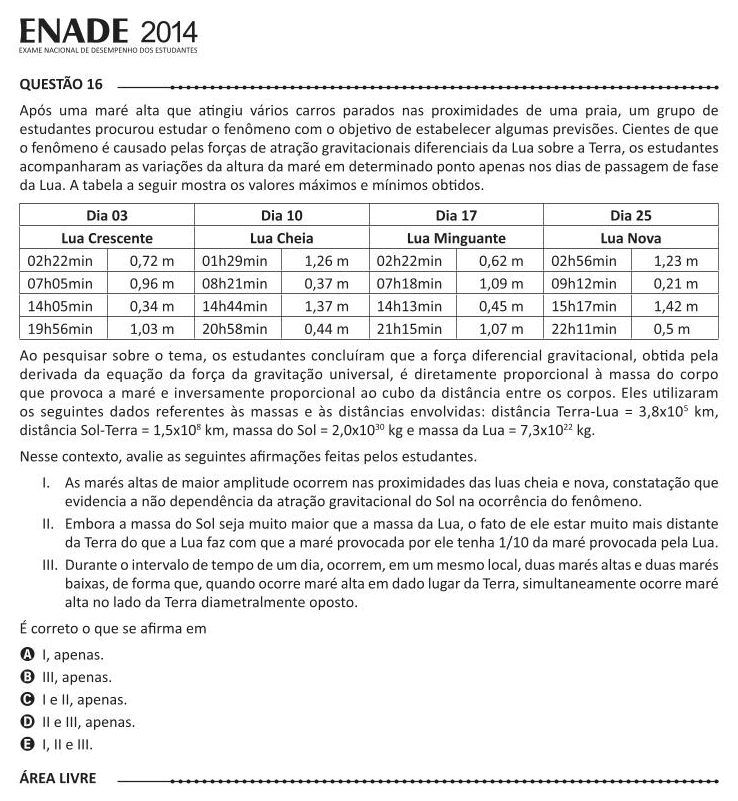 ENADE 2014
EXAME NACIONAL DE DESEMPENHO DOS ESTUDANTES
QUESTÃO 16
Após uma maré alta que atingiu vários carros parados nas proximidades de uma praia, um grupo de
estudantes procurou estudar o fenômeno com o objetivo de estabelecer algumas previsões. Cientes de que
o fenômeno é causado pelas forças de atração gravitacionais diferenciais da Lua sobre a Terra, os estudantes
acompanharam as variações da altura da maré em determinado ponto apenas nos dias de passagem de fase
da Lua. A tabela a seguir mostra os valores máximos e mínimos obtidos.
Dia 03 Dia 10 Dia 17 Dia 25
Lua Crescente Lua Cheia Lua Minguante Lua Nova
02h22min 0,72 m 01h29min 1,26 m 02h22min 0,62 m 02h56min 1,23 m
07h05min 0,96 m 08h21min 0,37 m 07h18min 1,09 m 09h12min 0,21 m
14h05min 0,34 m 14h44min 1,37 m 14h13min 0,45 m 15h17min 1,42 m
19h56min 1,03 m 20h58min 0,44 m 21h15min 1,07 m 22h11min 0,5 m
Ao pesquisar sobre o tema, os estudantes concluíram que a força diferencial gravitacional, obtida pela
derivada da equação da força da gravitação universal, é diretamente proporcional à massa do corpo
que provoca a maré e inversamente proporcional ao cubo da distância entre os corpos. Eles utilizaram
os seguintes dados referentes às massas e às distâncias envolvidas: distância Terra-Lua = 3,8x10⁵ km,
distância Sol-Terra = 1,5x10⁸ km, massa do Sol = 2,0x10³⁰ kg e massa da Lua = 7,3x10²² kg.
Nesse contexto, avalie as seguintes afirmações feitas pelos estudantes.
I. As marés altas de maior amplitude ocorrem nas proximidades das luas cheia e nova, constatação que
evidencia a não dependência da atração gravitacional do Sol na ocorrência do fenômeno.
II. Embora a massa do Sol seja muito maior que a massa da Lua, o fato de ele estar muito mais distante
da Terra do que a Lua faz com que a maré provocada por ele tenha 1/10 da maré provocada pela Lua.
III. Durante o intervalo de tempo de um dia, ocorrem, em um mesmo local, duas marés altas e duas marés
baixas, de forma que, quando ocorre maré alta em dado lugar da Terra, simultaneamente ocorre maré
alta no lado da Terra diametralmente oposto.
É correto o que se afirma em
A I, apenas.
B III, apenas.
C I e II, apenas.
D II e III, apenas.
E I, II e III.
ÁREA LIVRE